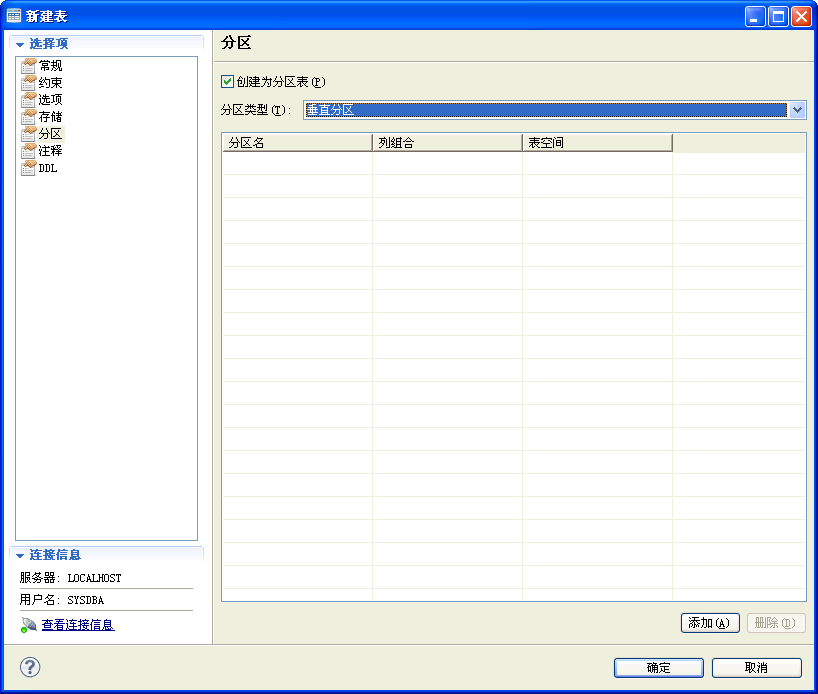 新建表
选择项
常规
约束
选项
存储
分区
注释
DDL
连接信息
服务器: LOCALHOST
用户名: SYSDBA
查看连接信息
分区
创建为分区表(P)
分区类型(T): 垂直分区
分区名 列组合 表空间
添加(A) 删除(D)
? 确定 取消